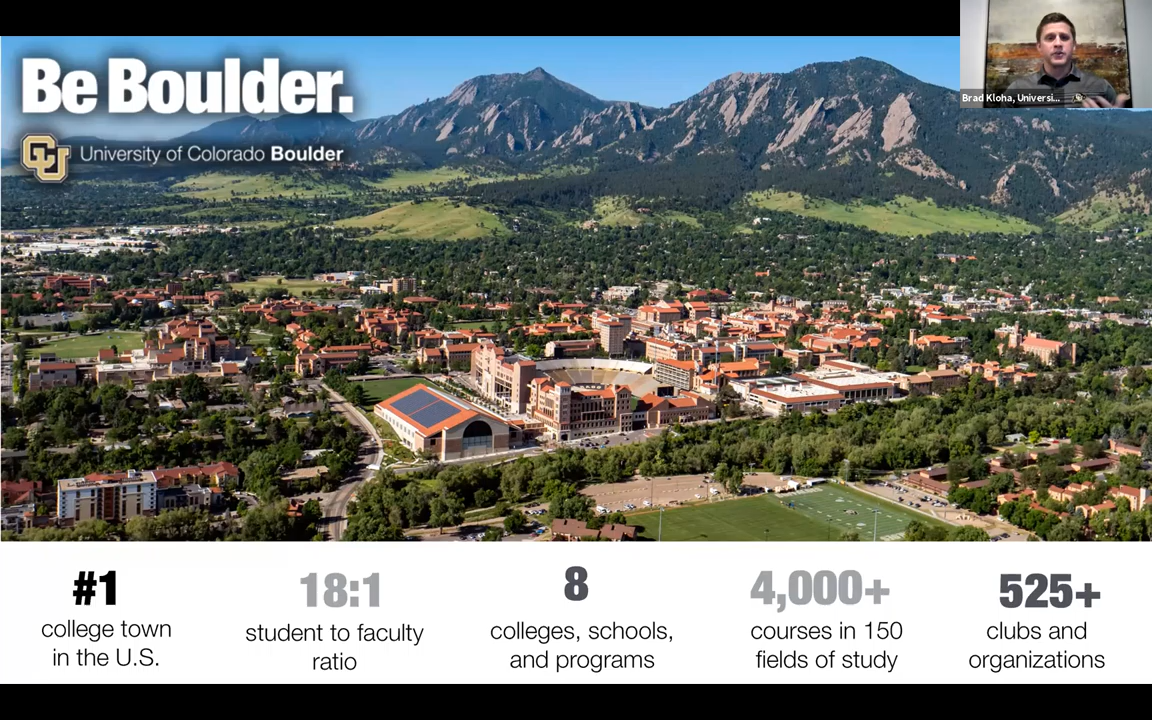 Be Boulder.
CU
University of Colorado Boulder
Brad Kloha, Universi...
#1
college town
in the U.S.
18:1
student to faculty
ratio
8
colleges, schools,
and programs
4,000+
courses in 150
fields of study
525+
clubs and
organizations